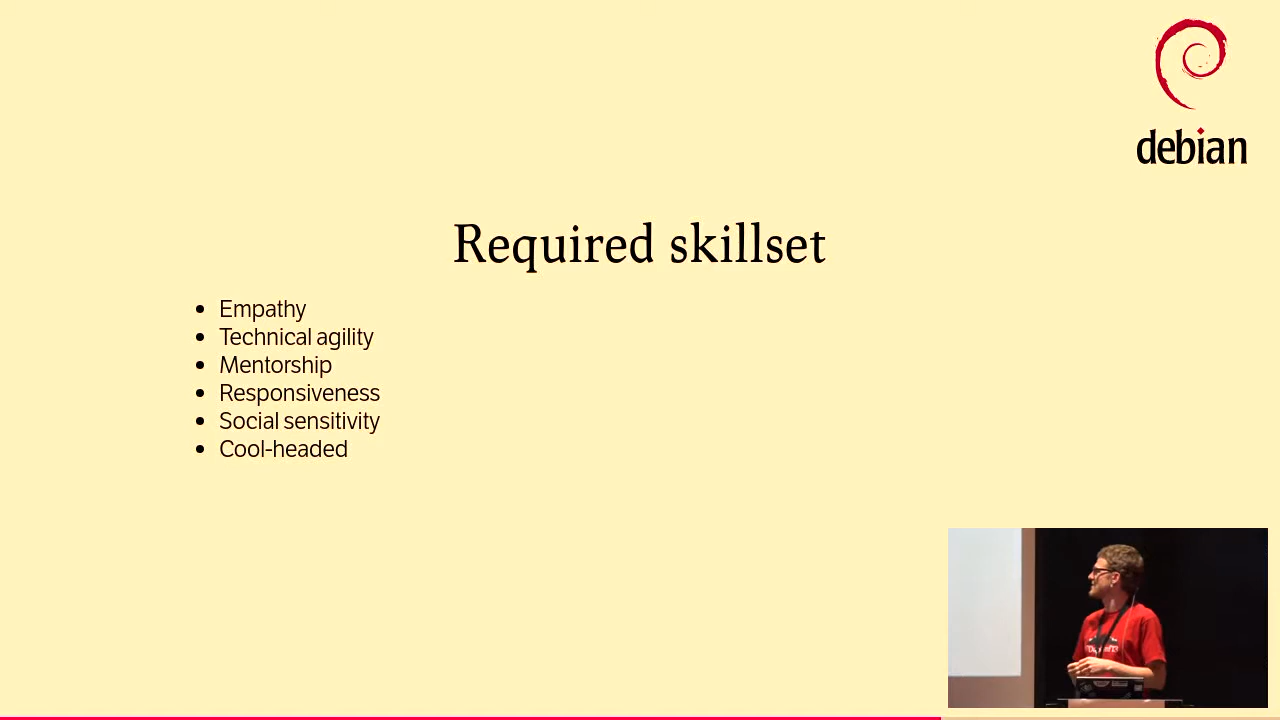 debian
Required skillset
Empathy
Technical agility
Mentorship
Responsiveness
Social sensitivity
Cool-headed